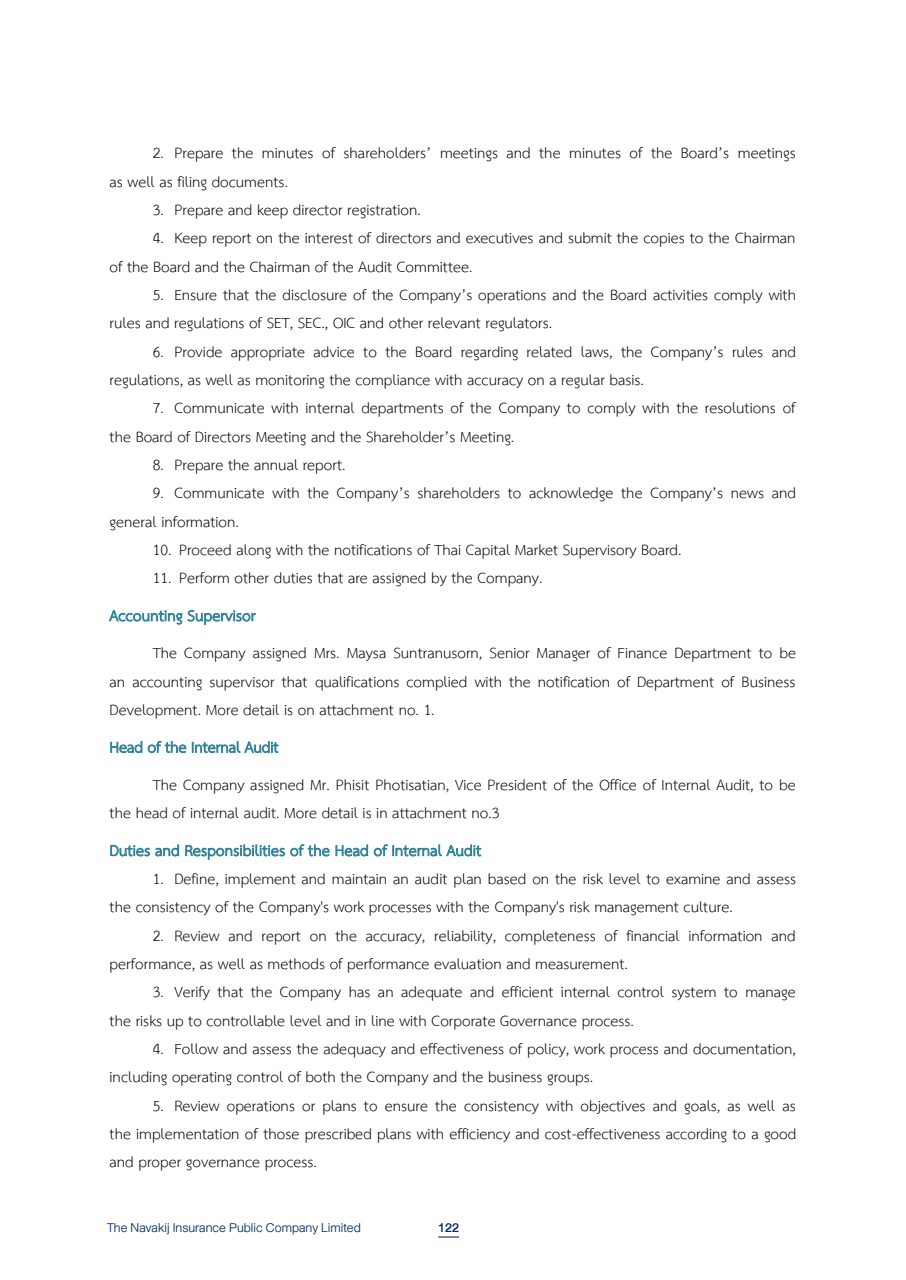 2. Prepare the minutes of shareholders’ meetings and the minutes of the Board’s meetings
as well as filing documents.
3. Prepare and keep director registration.
4. Keep report on the interest of directors and executives and submit the copies to the Chairman
of the Board and the Chairman of the Audit Committee.
5. Ensure that the disclosure of the Company’s operations and the Board activities comply with
rules and regulations of SET, SEC., OIC and other relevant regulators.
6. Provide appropriate advice to the Board regarding related laws, the Company’s rules and
regulations, as well as monitoring the compliance with accuracy on a regular basis.
7. Communicate with internal departments of the Company to comply with the resolutions of
the Board of Directors Meeting and the Shareholder’s Meeting.
8. Prepare the annual report.
9. Communicate with the Company’s shareholders to acknowledge the Company’s news and
general information.
10. Proceed along with the notifications of Thai Capital Market Supervisory Board.
11. Perform other duties that are assigned by the Company.
Accounting Supervisor
The Company assigned Mrs. Maysa Suntranusorn, Senior Manager of Finance Department to be
an accounting supervisor that qualifications complied with the notification of Department of Business
Development. More detail is on attachment no. 1.
Head of the Internal Audit
The Company assigned Mr. Phisit Photisatian, Vice President of the Office of Internal Audit, to be
the head of internal audit. More detail is in attachment no.3
Duties and Responsibilities of the Head of Internal Audit
1. Define, implement and maintain an audit plan based on the risk level to examine and assess
the consistency of the Company's work processes with the Company's risk management culture.
2. Review and report on the accuracy, reliability, completeness of financial information and
performance, as well as methods of performance evaluation and measurement.
3. Verify that the Company has an adequate and efficient internal control system to manage
the risks up to controllable level and in line with Corporate Governance process.
4. Follow and assess the adequacy and effectiveness of policy, work process and documentation,
including operating control of both the Company and the business groups.
5. Review operations or plans to ensure the consistency with objectives and goals, as well as
the implementation of those prescribed plans with efficiency and cost-effectiveness according to a good
and proper governance process.
The Navakij Insurance Public Company Limited 122